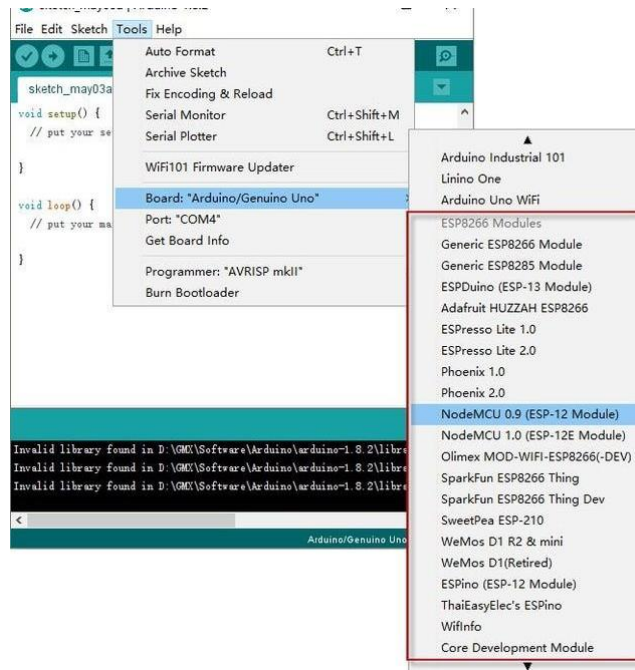 File Edit Sketch Tools Help
Auto Format Ctrl+T
Archive Sketch
Fix Encoding & Reload
Serial Monitor Ctrl+Shift+M
Serial Plotter Ctrl+Shift+L
WiFi101 Firmware Updater
Board: "Arduino/Genuino Uno"
Port: "COM4"
Get Board Info
Programmer: "AVRISP mkII"
Burn Bootloader
sketch_may03a
void setup() {
// put your se
}
void loop() {
// put your ma
}
Arduino Industrial 101
Linino One
Arduino Uno WiFi
ESP8266 Modules
Generic ESP8266 Module
Generic ESP8285 Module
ESPDuino (ESP-13 Module)
Adafruit HUZZAH ESP8266
ESPresso Lite 1.0
ESPresso Lite 2.0
Phoenix 1.0
Phoenix 2.0
NodeMCU 0.9 (ESP-12 Module)
NodeMCU 1.0 (ESP-12E Module)
Olimex MOD-WIFI-ESP8266(-DEV)
SparkFun ESP8266 Thing
SparkFun ESP8266 Thing Dev
SweetPea ESP-210
WeMos D1 R2 & mini
WeMos D1(Retired)
ESPino (ESP-12 Module)
ThaiEasyElec's ESPino
WifInfo
Core Development Module
Invalid library found in D:\GMX\Software\Arduino\arduino-1.8.2\libre
Invalid library found in D:\GMX\Software\Arduino\arduino-1.8.2\libre
Invalid library found in D:\GMX\Software\Arduino\arduino-1.8.2\libre
Arduino/Genuino Uno